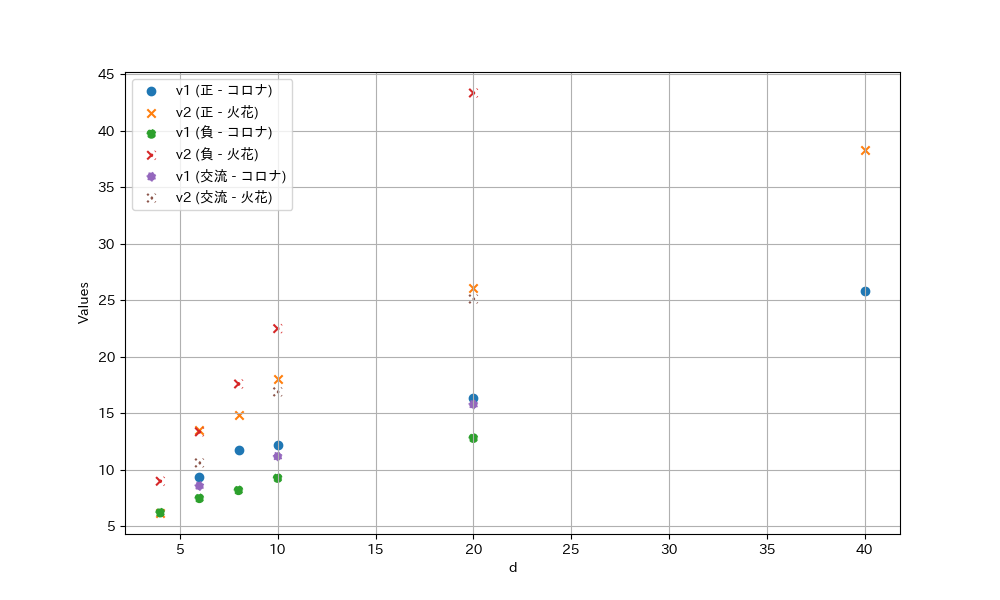 45
40
35
30
25
20
15
10
5
Values
v1 (正 - コロナ)
v2 (正 - 火花)
v1 (負 - コロナ)
v2 (負 - 火花)
v1 (交流 - コロナ)
v2 (交流 - 火花)
5 10 15 20 25 30 35 40
d